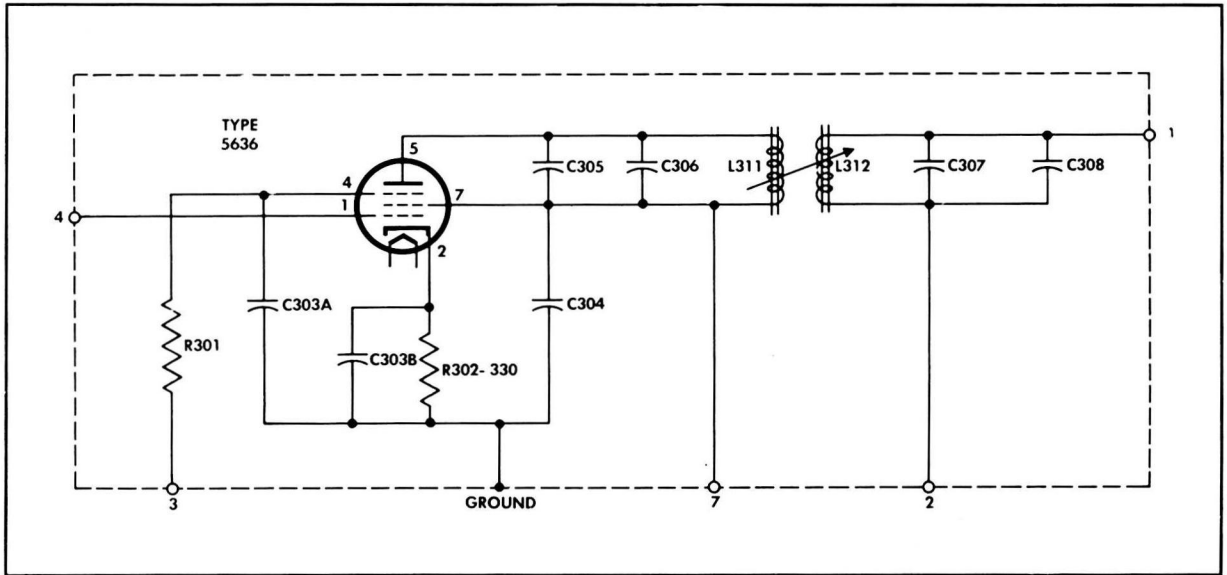 TYPE
5636
5
4
1
7
2
C305
C306
L311
L312
C307
C308
1
4
C303A
C304
R301
C303B
R302- 330
3
GROUND
7
2